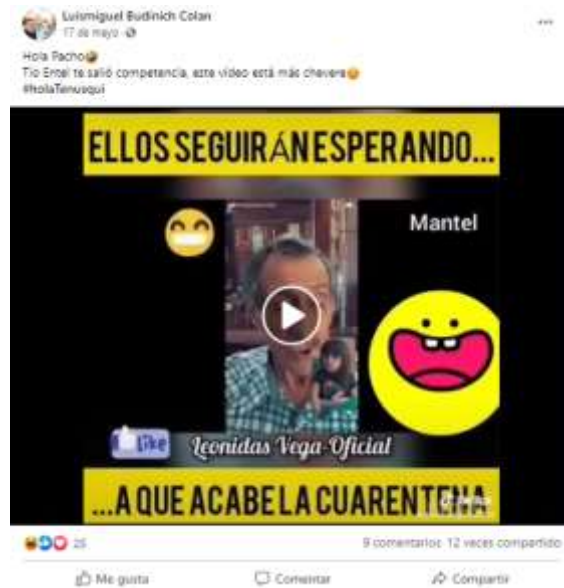 Luismiguel Budinich Colan
17 de mayo
Hola Pacho
Tio Entel te salió competencia, este vídeo está más chevere
#holaTenusqui
ELLOS SEGUIRÁN ESPERANDO...
Mantel
Like
Leonidas Vega-Oficial
...A QUE ACABE LA CUARENTENA
25
9 comentarios 12 veces compartido
Me gusta
Comentar
Compartir